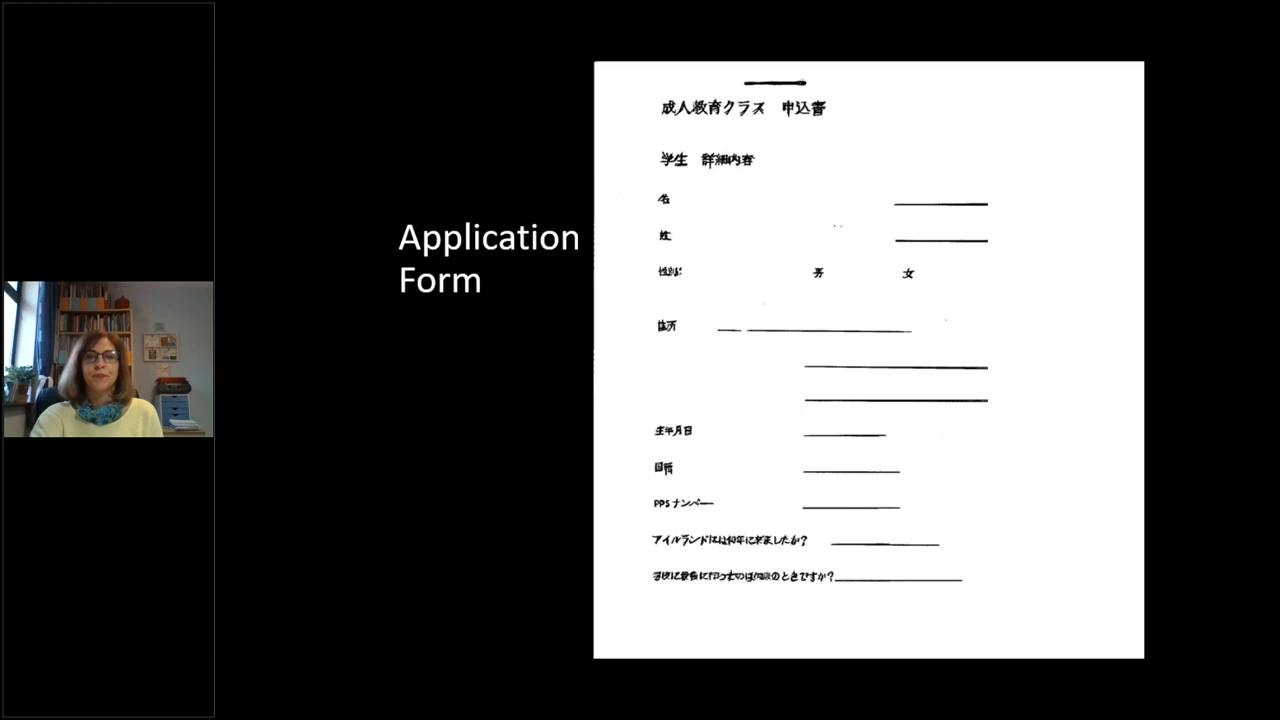 Application
Form
成人教育クラス 申込書
学生 詳細内容
名
姓
性別
男 女
住所
生年月日
国籍
PPSナンバー
アイルランドには何年に来ましたか?
学校に最後に行ったのは何歳のときですか?